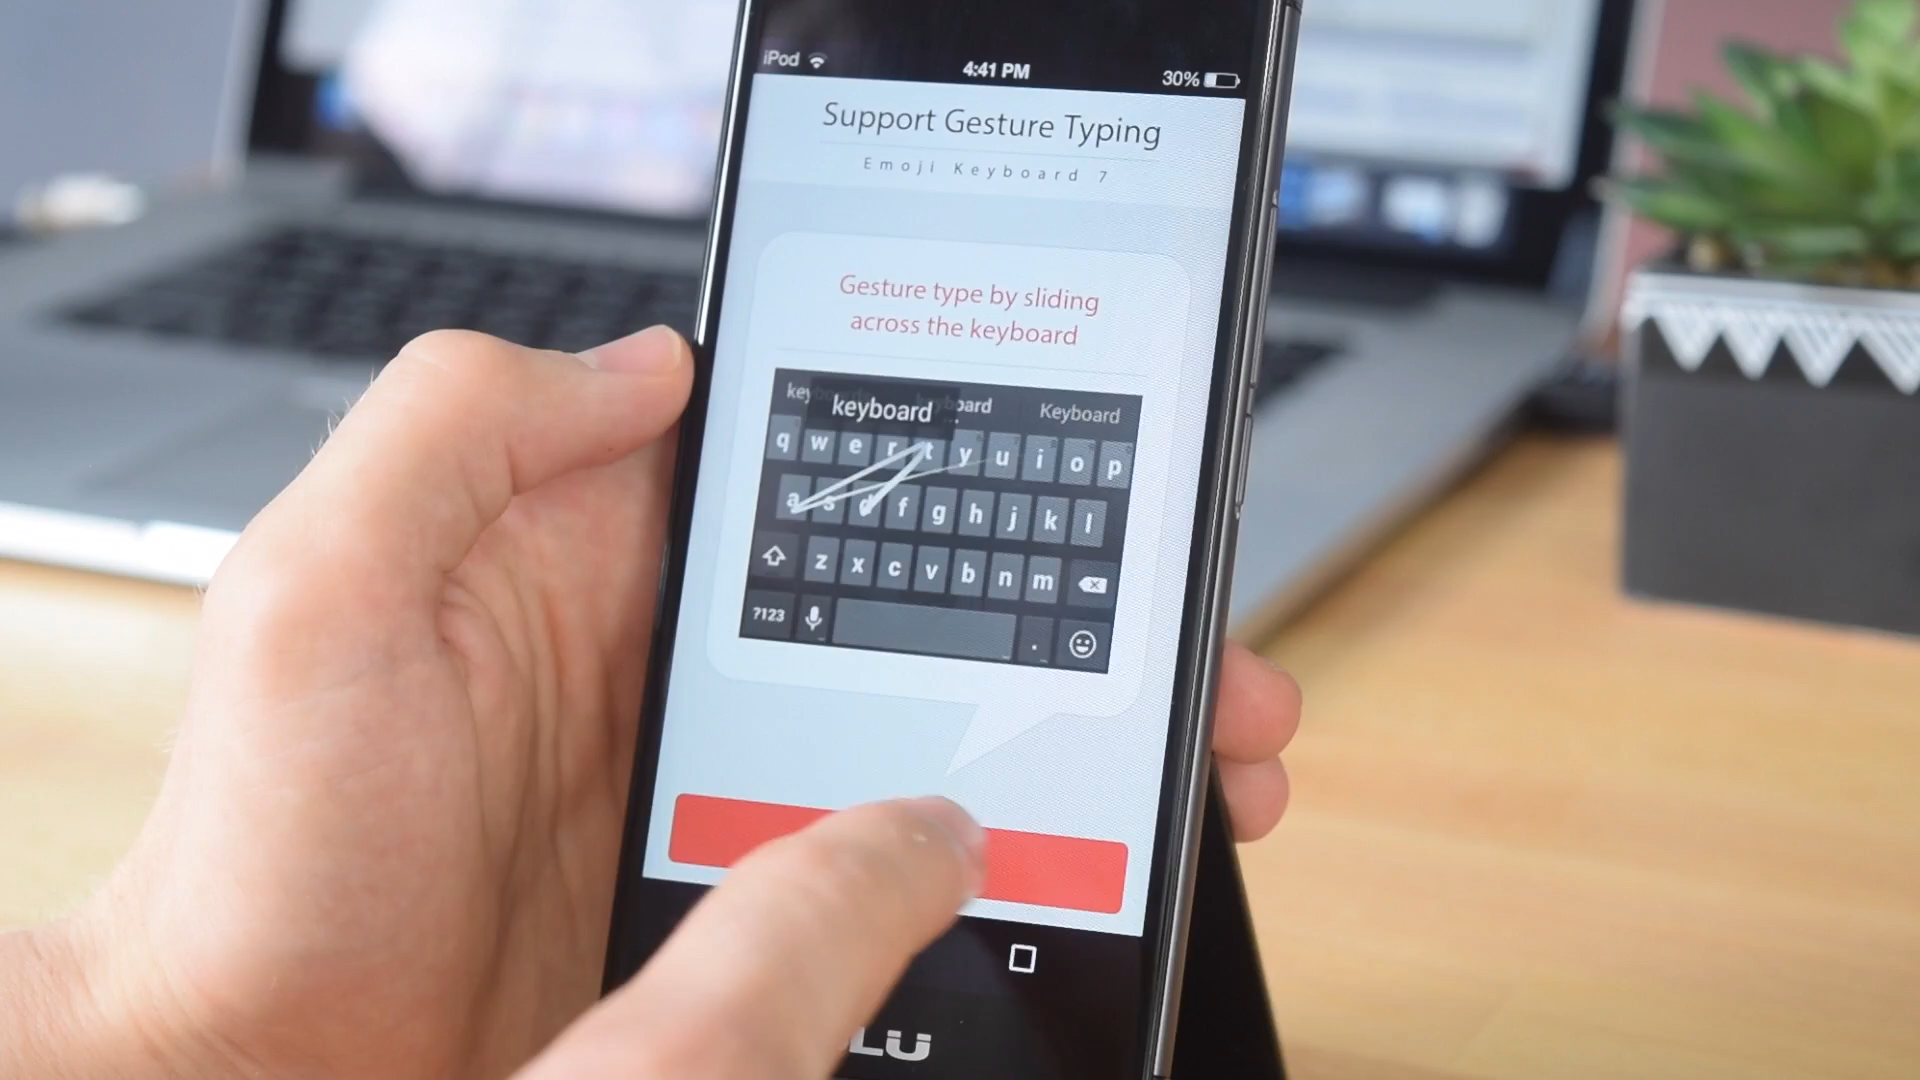 iPod 4:41 PM 30%
Support Gesture Typing
Emoji Keyboard 7
Gesture type by sliding
across the keyboard
keyboard Keyboard
q w e r t y u i o p
a s d f g h j k l
z x c v b n m
?123 .
LU